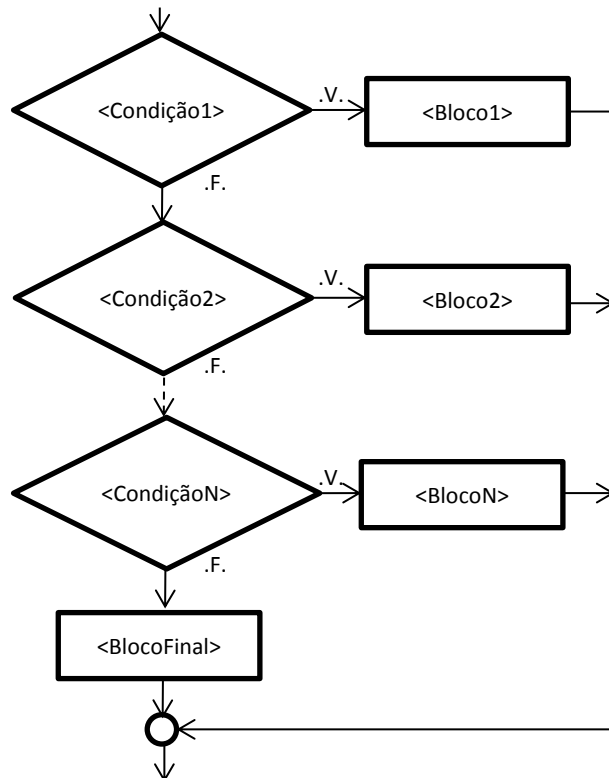 <Condição1>
.V.
<Bloco1>
.F.
<Condição2>
.V.
<Bloco2>
.F.
<CondiçãoN>
.V.
<BlocoN>
.F.
<BlocoFinal>